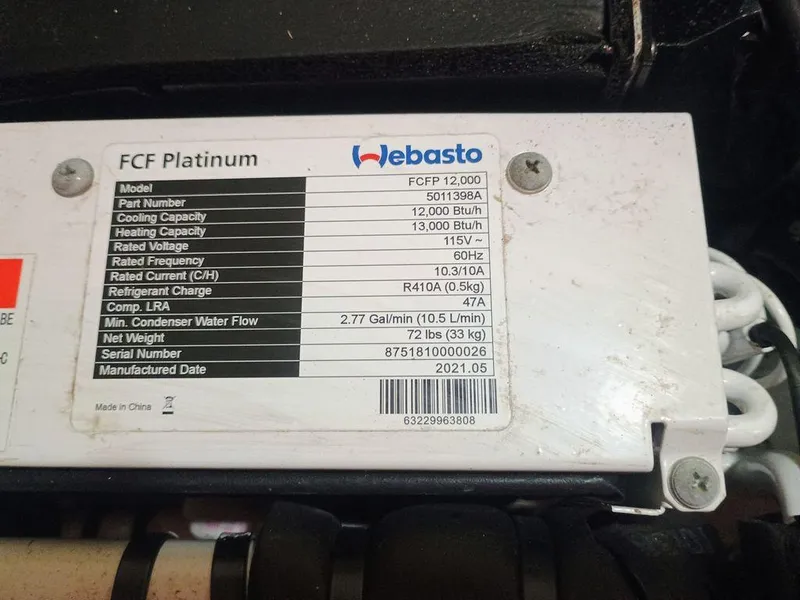 FCF Platinum
Webasto
Model FCFP 12,000
Part Number 5011398A
Cooling Capacity 12,000 Btu/h
Heating Capacity 13,000 Btu/h
Rated Voltage 115V ~
Rated Frequency 60Hz
Rated Current (C/H) 10.3/10A
Refrigerant Charge R410A (0.5kg)
Comp. LRA 47A
Min. Condenser Water Flow 2.77 Gal/min (10.5 L/min)
Net Weight 72 lbs (33 kg)
Serial Number 8751810000026
Manufactured Date 2021.05
Made in China
63229963808
BE
C